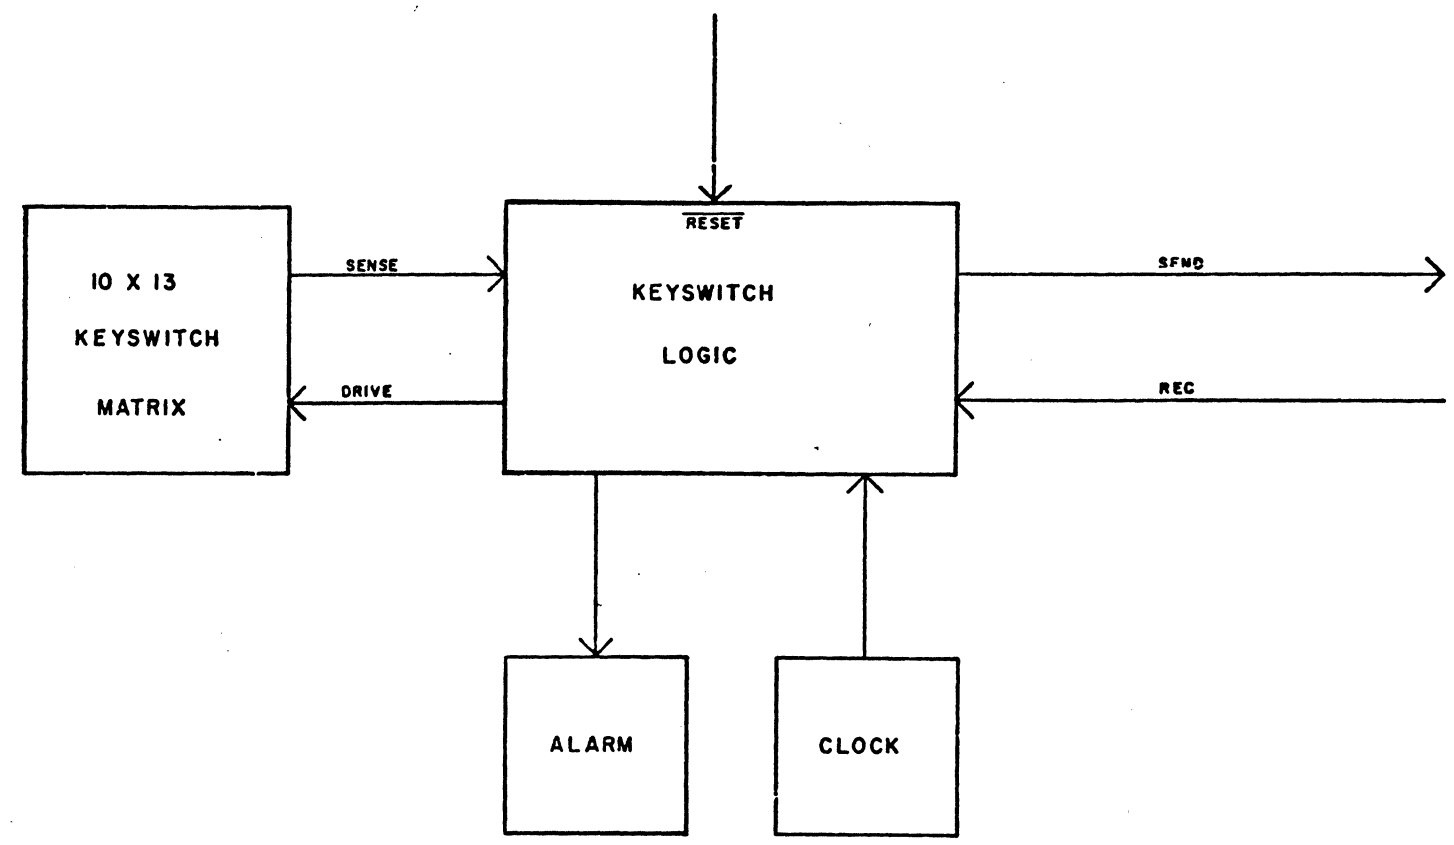 RESET
SENSE
SEND
10 X 13
KEYSWITCH
MATRIX
KEYSWITCH
LOGIC
DRIVE
REC
ALARM
CLOCK